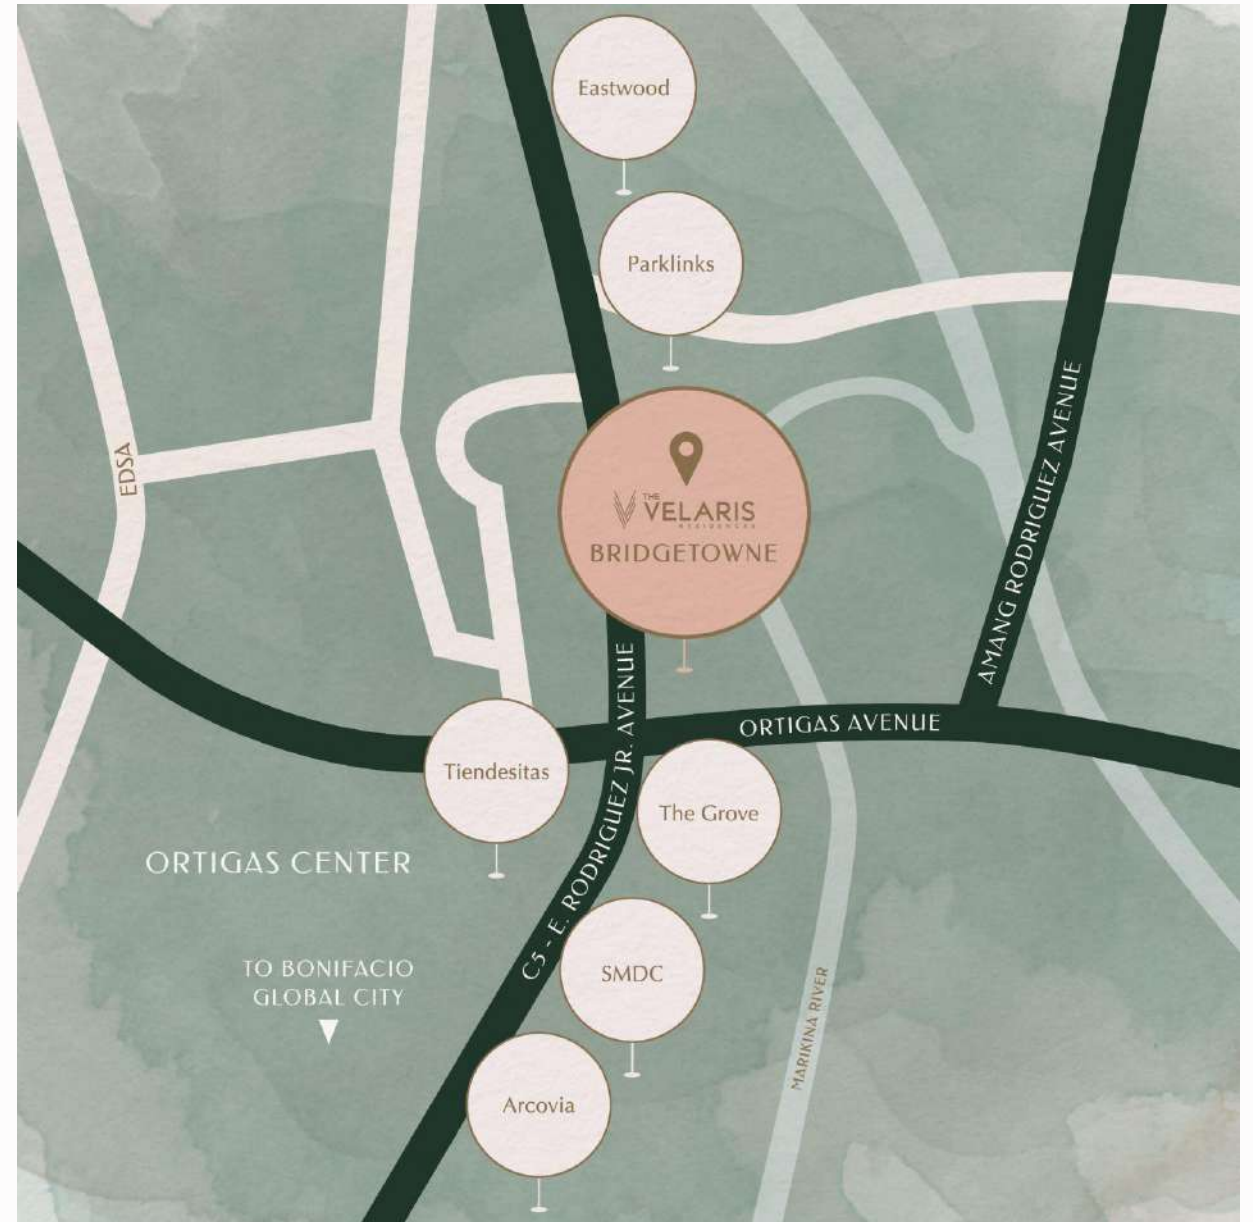 Eastwood
Parklinks
EDSA
THE
VELARIS
RESIDENCES
BRIDGETOWNE
AMANG RODRIGUEZ AVENUE
ORTIGAS AVENUE
C5 - E. RODRIGUEZ JR. AVENUE
Tiendesitas
The Grove
ORTIGAS CENTER
TO BONIFACIO
GLOBAL CITY
SMDC
MARIKINA RIVER
Arcovia